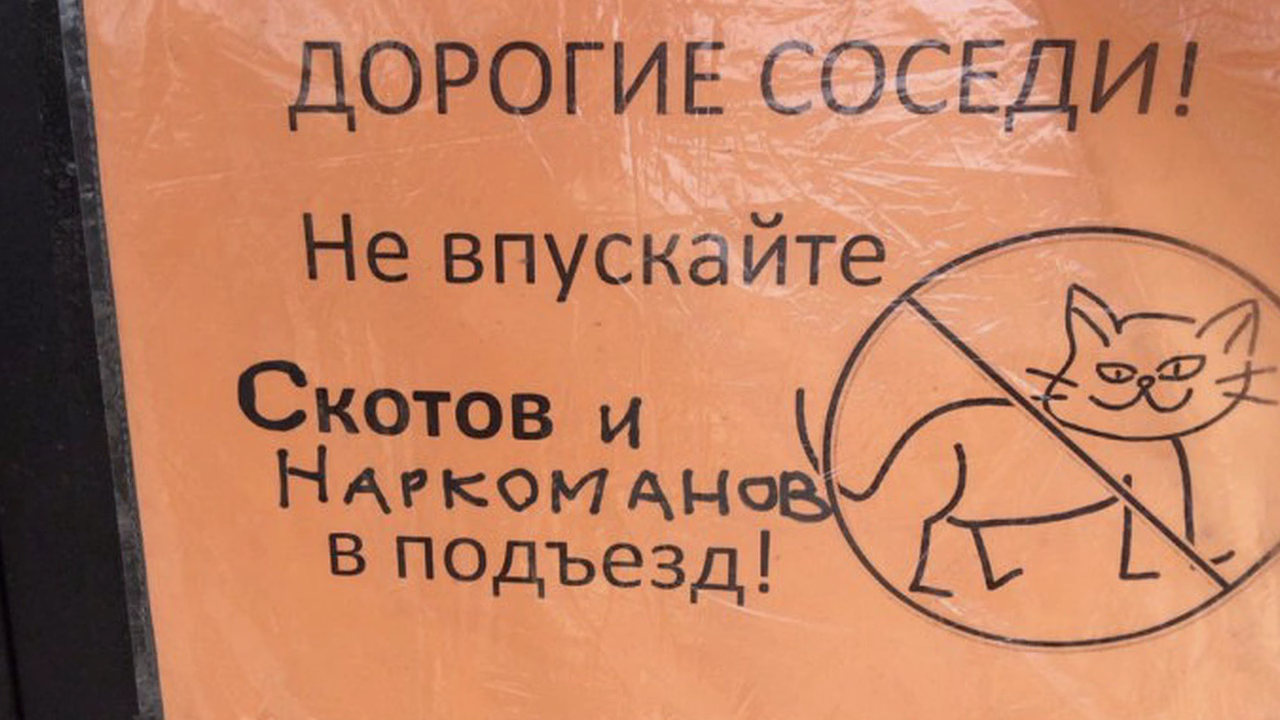 ДОРОГИЕ СОСЕДИ!
Не впускайте
Скотов и
Наркоманов
в подъезд!